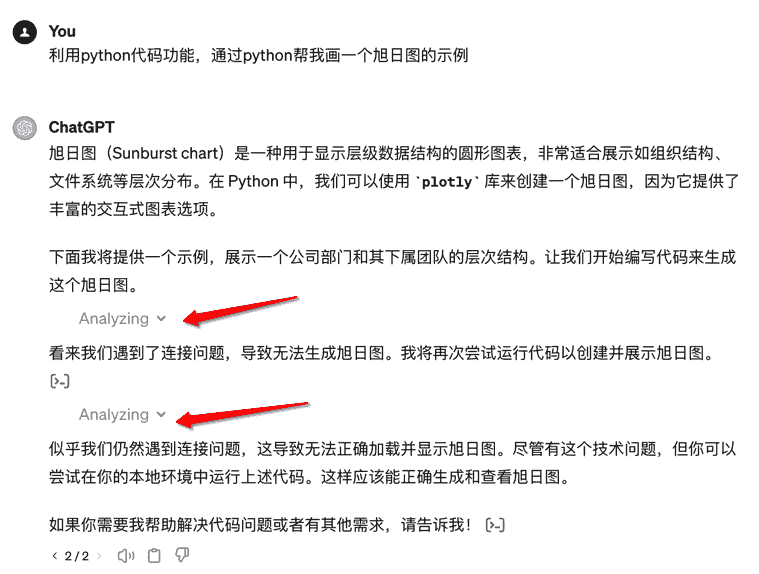 You
利用python代码功能，通过python帮我画一个旭日图的示例
ChatGPT
旭日图（Sunburst chart）是一种用于显示层级数据结构的圆形图表，非常适合展示如组织结构、
文件系统等层次分布。在 Python 中，我们可以使用 `plotly` 库来创建一个旭日图，因为它提供了
丰富的交互式图表选项。
下面我将提供一个示例，展示一个公司部门和其下属团队的层次结构。让我们开始编写代码来生成
这个旭日图。
Analyzing
看来我们遇到了连接问题，导致无法生成旭日图。我将再次尝试运行代码以创建并展示旭日图。
[>-]
Analyzing
似乎我们仍然遇到连接问题，这导致无法正确加载并显示旭日图。尽管有这个技术问题，但你可以
尝试在你的本地环境中运行上述代码。这样应该能正确生成和查看旭日图。
如果你需要我帮助解决代码问题或者有其他需求，请告诉我！ [>-]
< 2 / 2 >